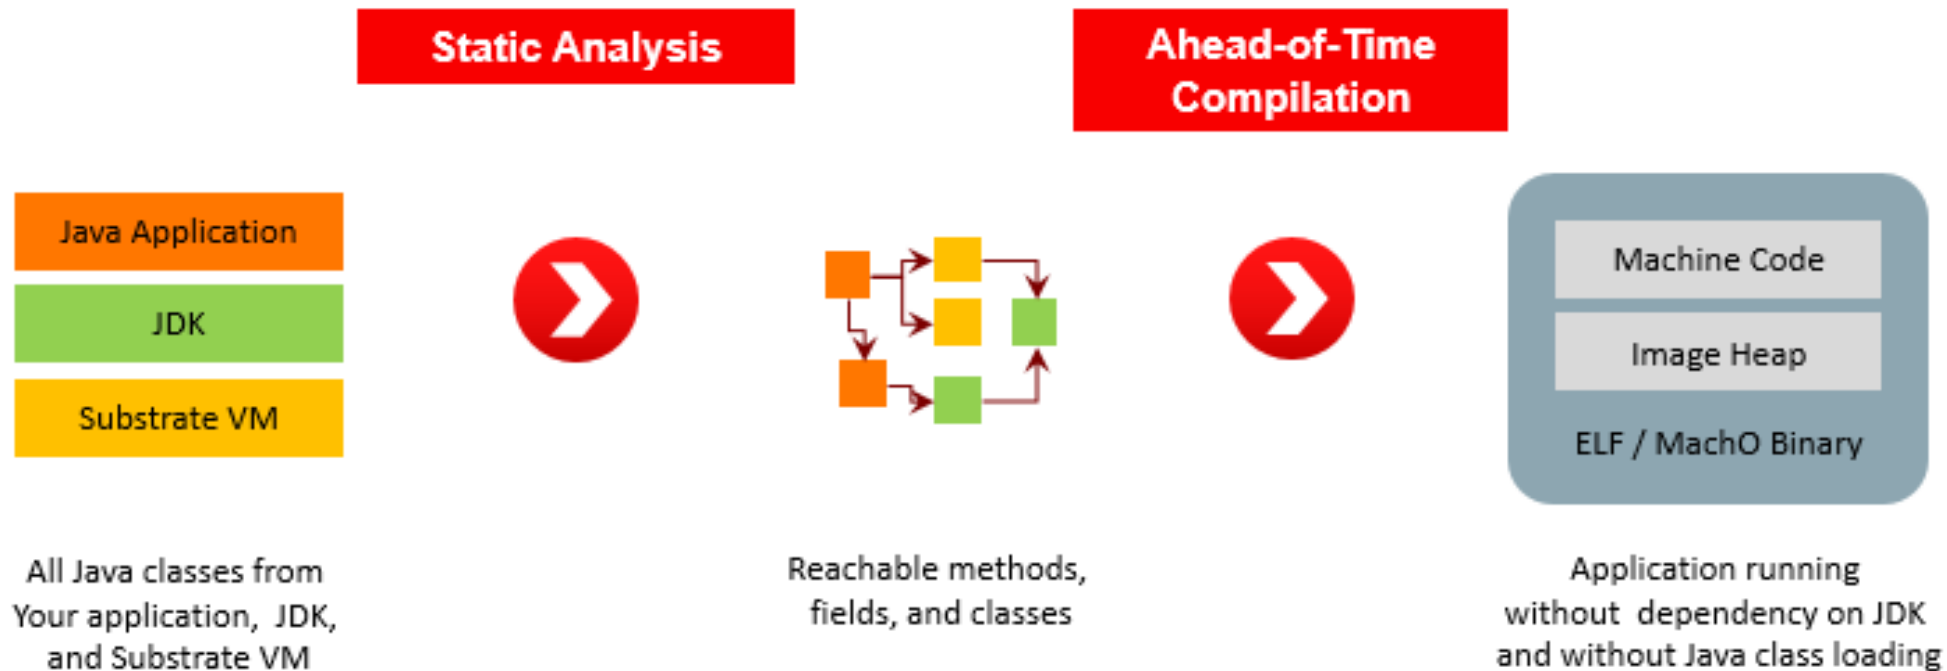 Static Analysis
Ahead-of-Time
Compilation
Java Application
JDK
Substrate VM
Machine Code
Image Heap
ELF / MachO Binary
All Java classes from
Your application, JDK,
and Substrate VM
Reachable methods,
fields, and classes
Application running
without dependency on JDK
and without Java class loading